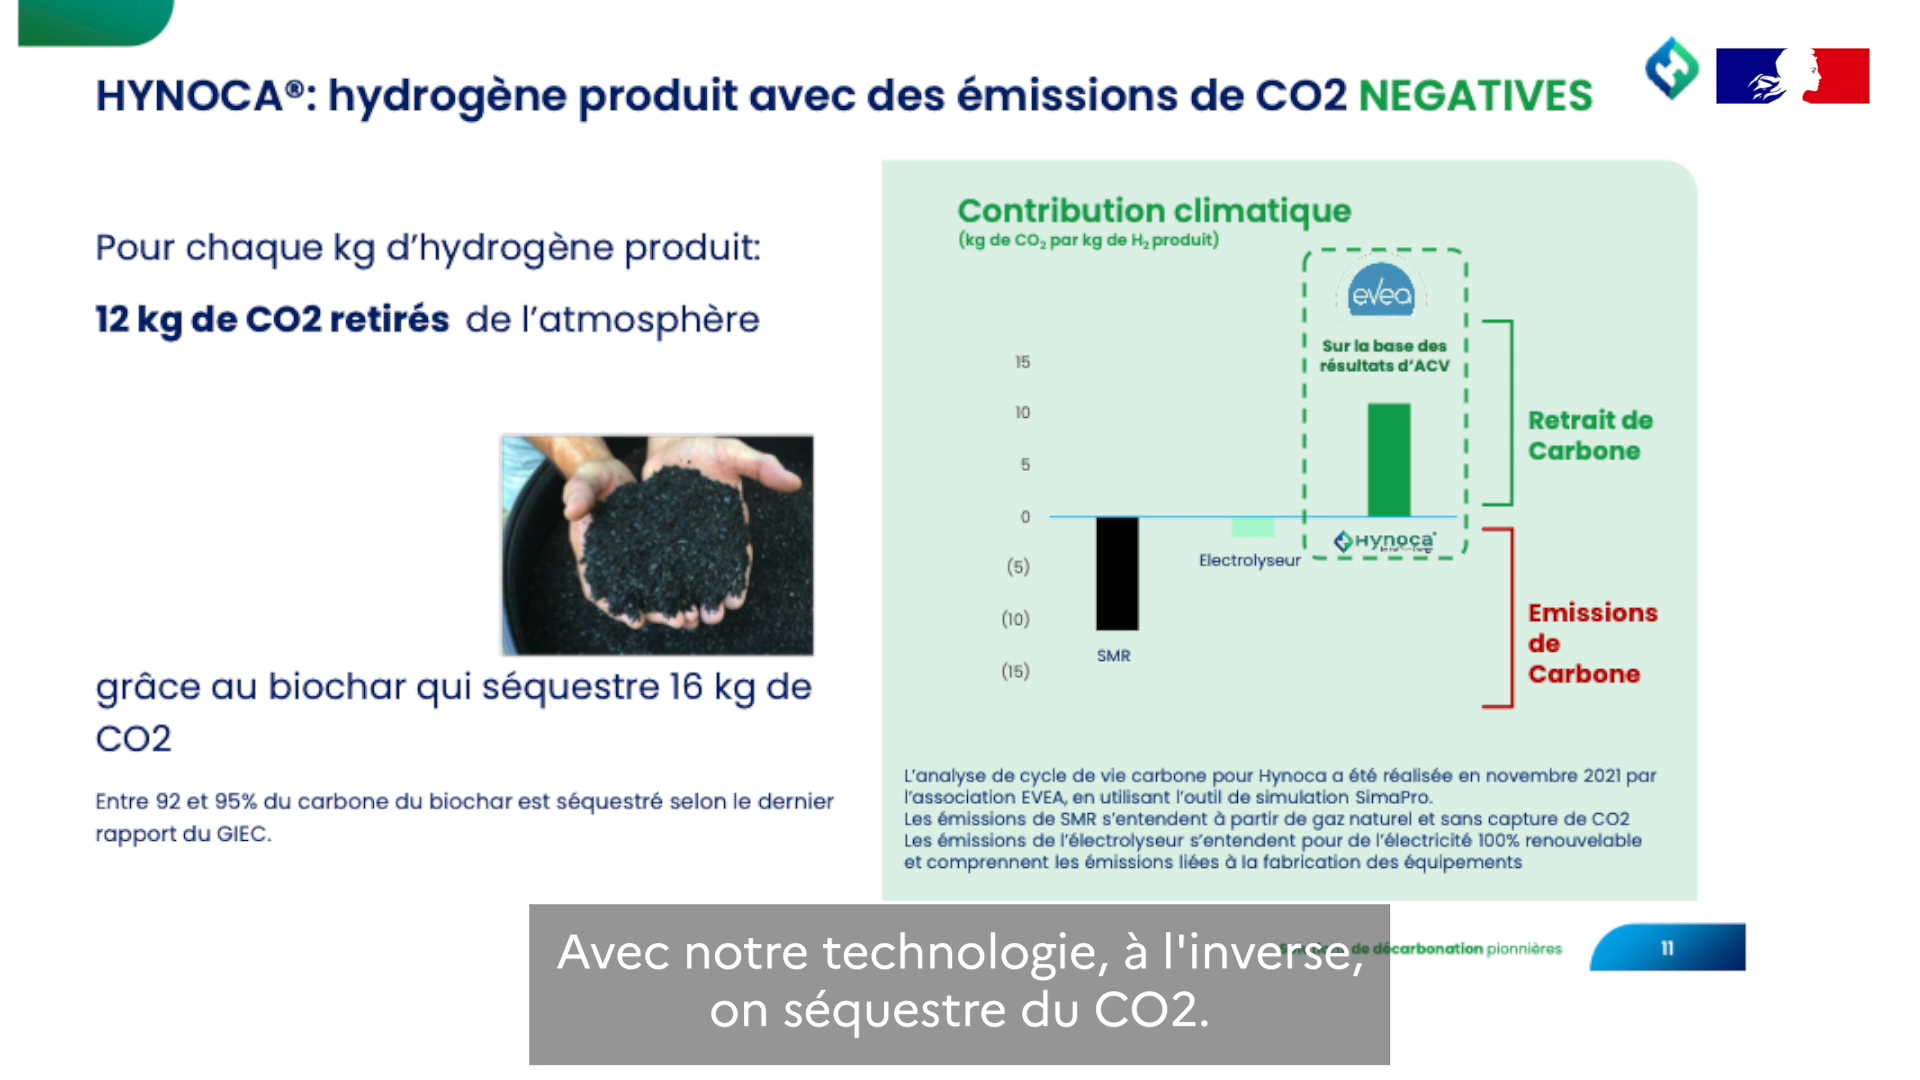 HYNOCA®: hydrogène produit avec des émissions de CO2 NEGATIVES
Pour chaque kg d’hydrogène produit:
12 kg de CO2 retirés de l’atmosphère
grâce au biochar qui séquestre 16 kg de
CO2
Entre 92 et 95% du carbone du biochar est séquestré selon le dernier
rapport du GIEC.
Contribution climatique
(kg de CO₂ par kg de H₂ produit)
evea
Sur la base des
résultats d’ACV
15
10
5
0
(5)
(10)
(15)
SMR
Electrolyseur
Hynoca
Retrait de
Carbone
Emissions
de
Carbone
L’analyse de cycle de vie carbone pour Hynoca a été réalisée en novembre 2021 par
l’association EVEA, en utilisant l’outil de simulation SimaPro.
Les émissions de SMR s’entendent à partir de gaz naturel et sans capture de CO2
Les émissions de l’électrolyseur s’entendent pour de l’électricité 100% renouvelable
et comprennent les émissions liées à la fabrication des équipements
de décarbonation pionnières
11
Avec notre technologie, à l'inverse,
on séquestre du CO2.